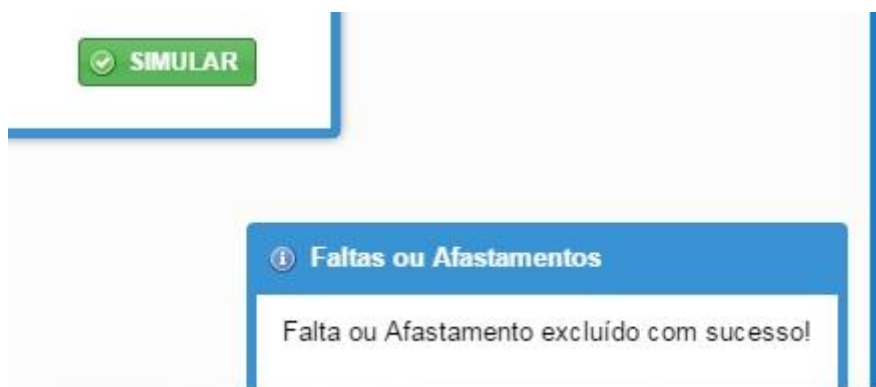 SIMULAR
Faltas ou Afastamentos
Falta ou Afastamento excluído com sucesso!